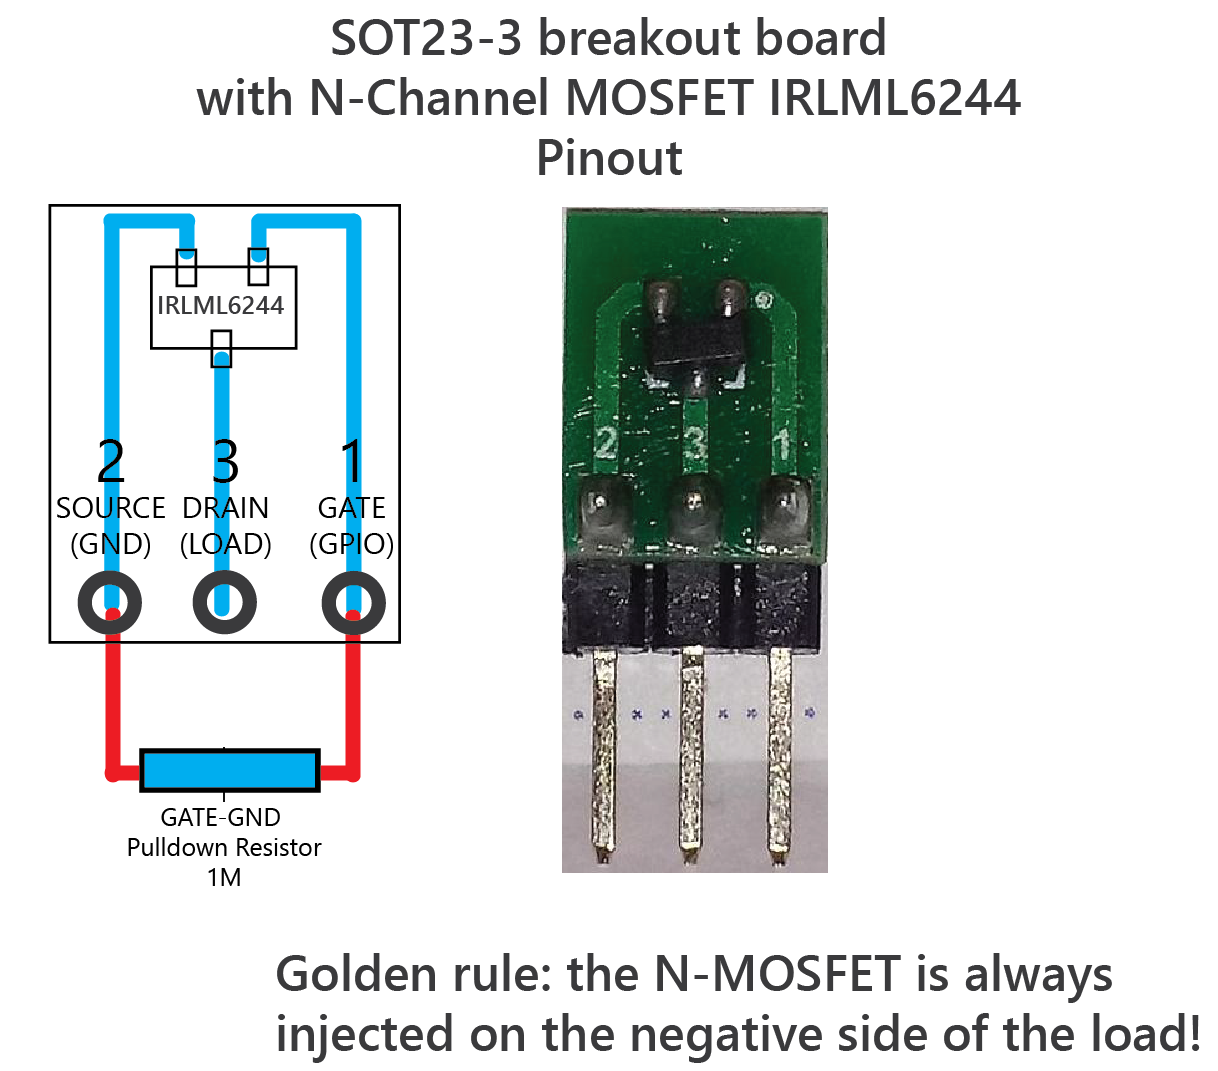 SOT23-3 breakout board
with N-Channel MOSFET IRLML6244
Pinout
IRLML6244
2 3 1
SOURCE DRAIN GATE
(GND) (LOAD) (GPIO)
GATE-GND
Pulldown Resistor
1M
2 3 1
Golden rule: the N-MOSFET is always
injected on the negative side of the load!